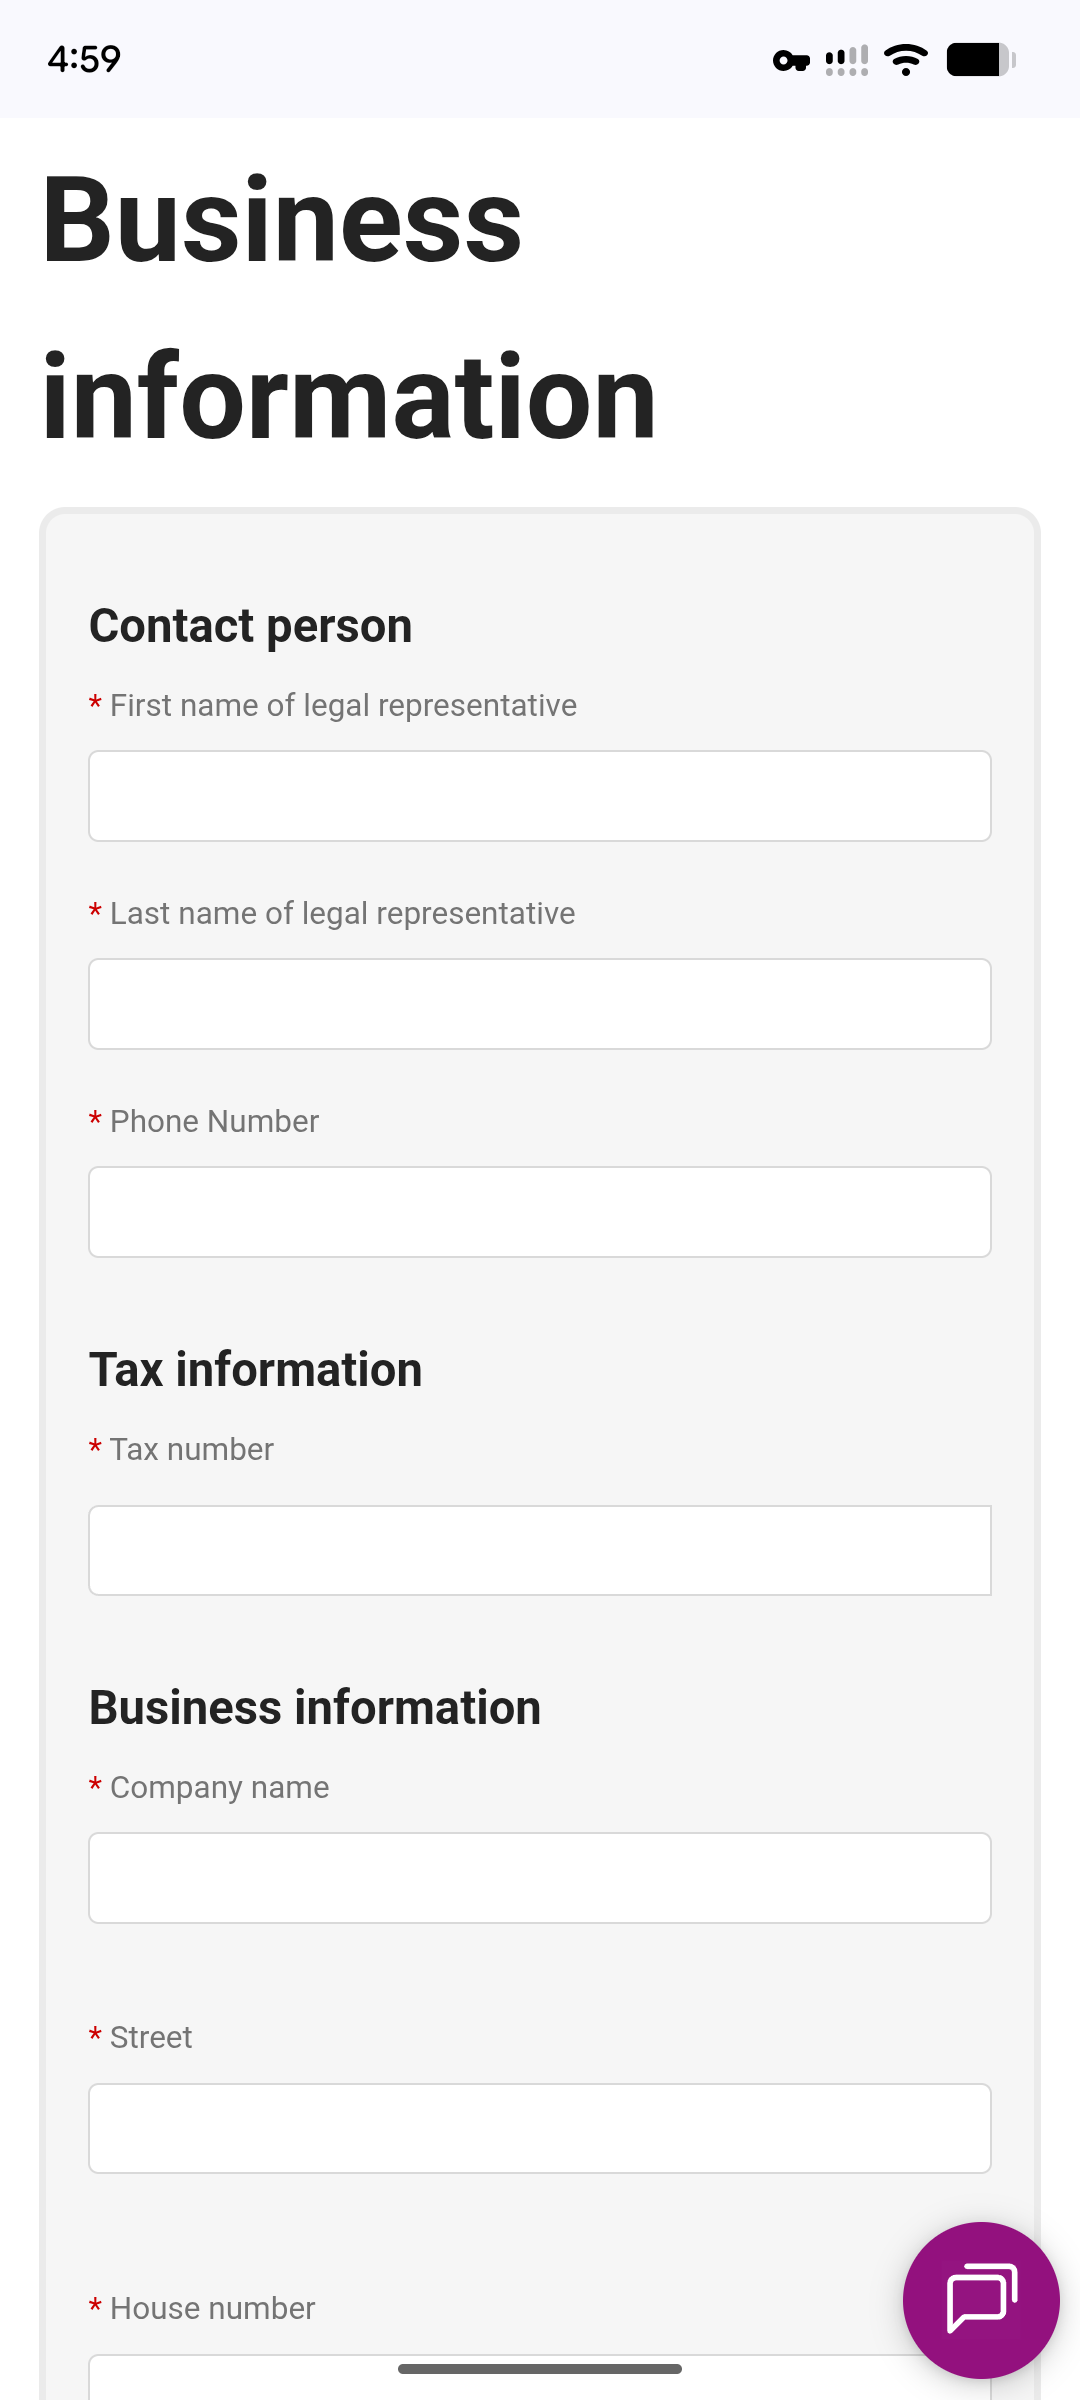 4:59
Business
information
Contact person
* First name of legal representative
* Last name of legal representative
* Phone Number
Tax information
* Tax number
Business information
* Company name
* Street
* House number